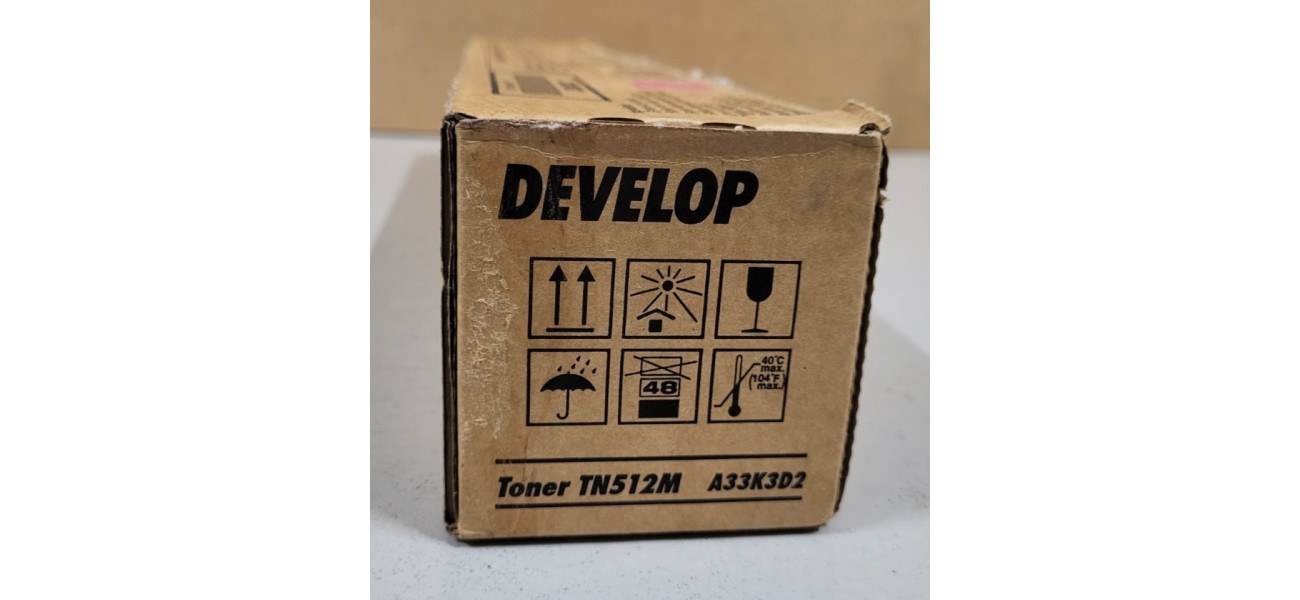 DEVELOP
40°C
max.
(104°F
max.)
48
Toner TN512M A33K3D2